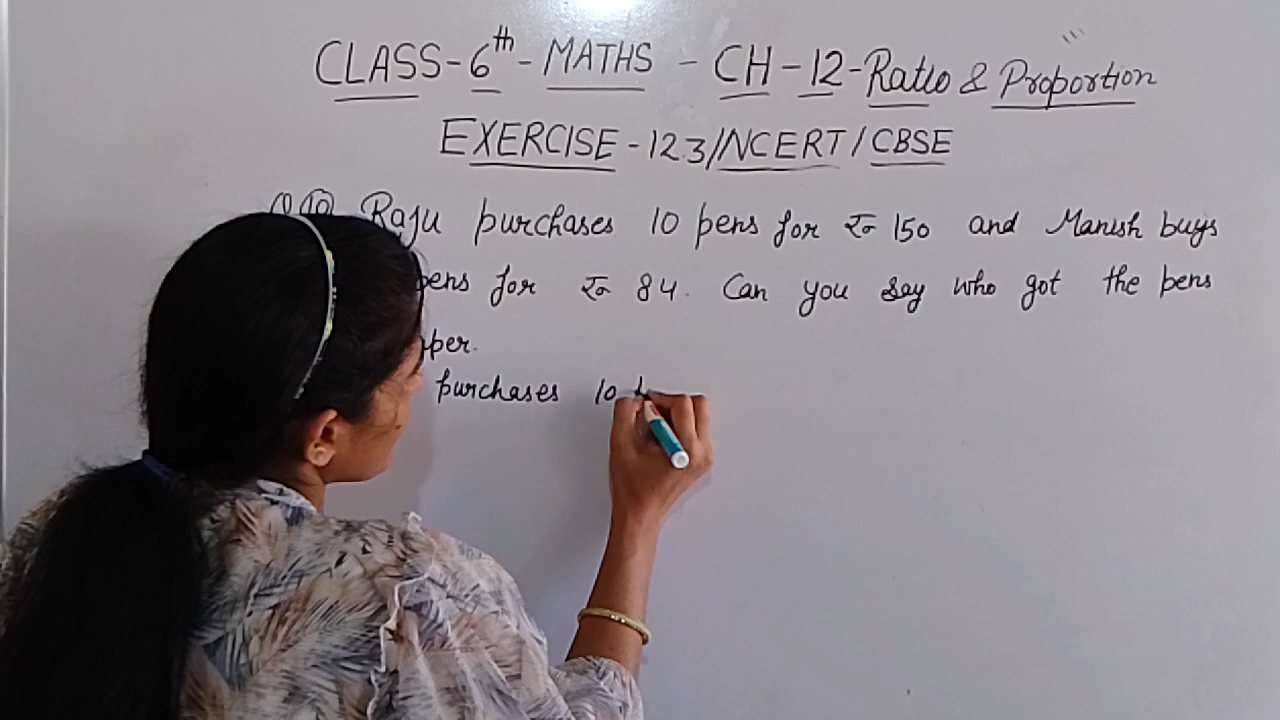 CLASS-6th-MATHS - CH-12-Ratio & Proportion
EXERCISE-12.3/NCERT/CBSE
Q.10 Raju purchases 10 pens for रु 150 and Manish buys
pens for रु 84. Can you say who got the pens
per.
purchases 10